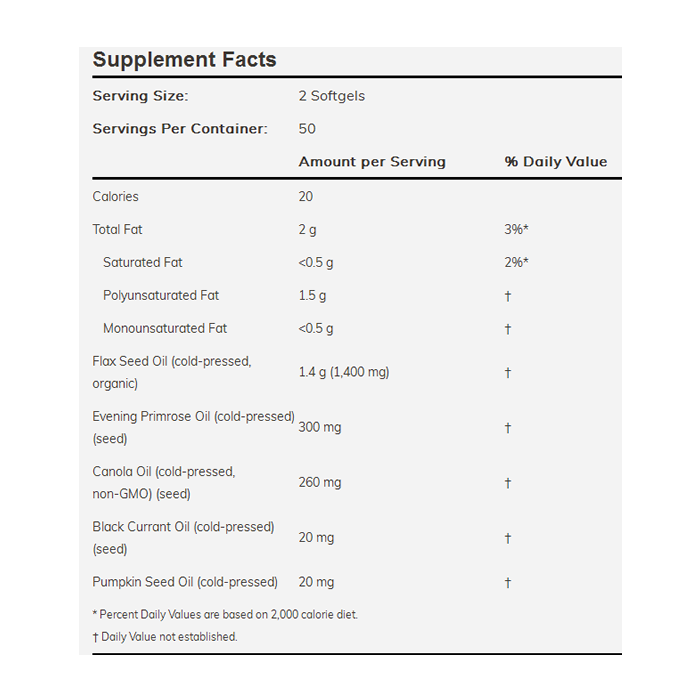 Supplement Facts
Serving Size: 2 Softgels
Servings Per Container: 50
Amount per Serving % Daily Value
Calories 20
Total Fat 2 g 3%*
Saturated Fat <0.5 g 2%*
Polyunsaturated Fat 1.5 g †
Monounsaturated Fat <0.5 g †
Flax Seed Oil (cold-pressed,
organic) 1.4 g (1,400 mg) †
Evening Primrose Oil (cold-pressed)
(seed) 300 mg †
Canola Oil (cold-pressed,
non-GMO) (seed) 260 mg †
Black Currant Oil (cold-pressed)
(seed) 20 mg †
Pumpkin Seed Oil (cold-pressed) 20 mg †
* Percent Daily Values are based on 2,000 calorie diet.
† Daily Value not established.